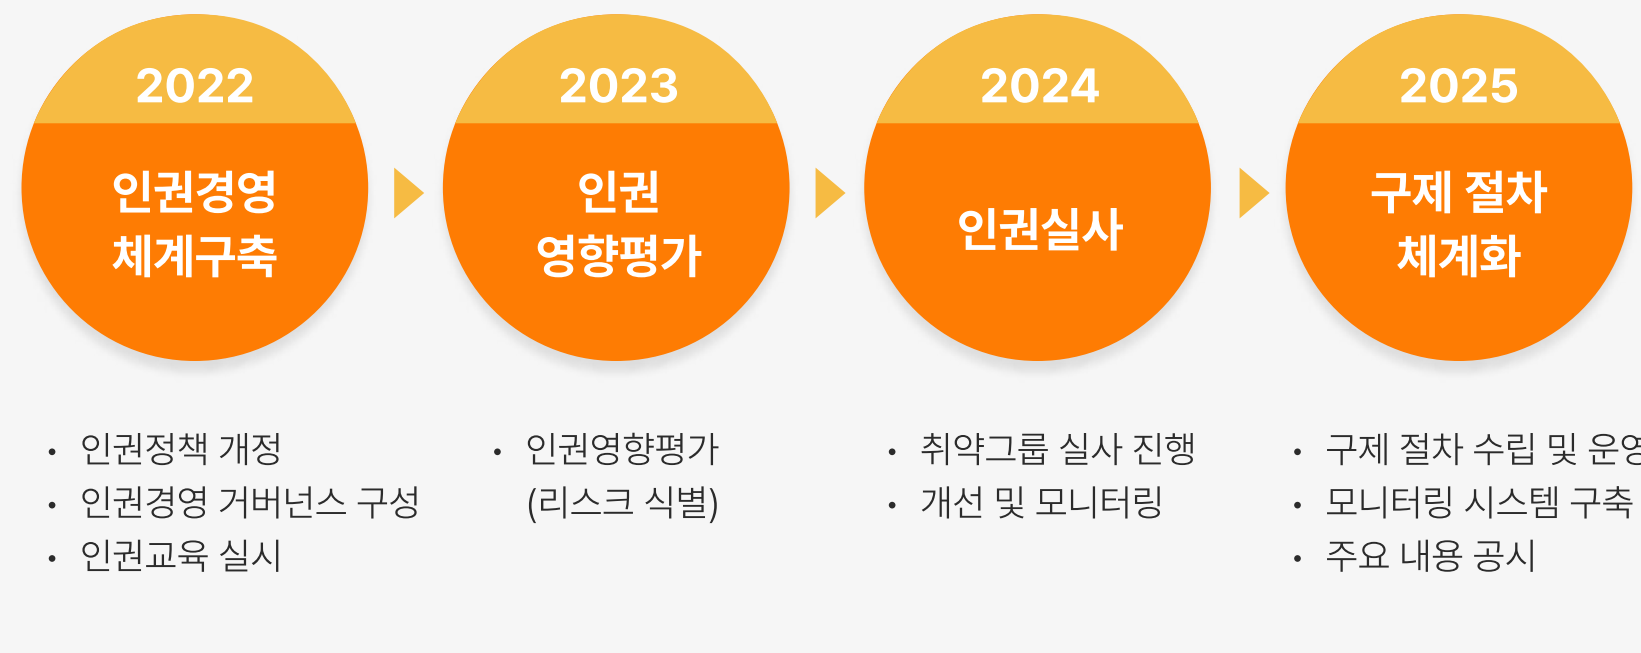 2022
인권경영
체계구축
• 인권정책 개정
• 인권경영 거버넌스 구성
• 인권교육 실시
2023
인권
영향평가
• 인권영향평가
(리스크 식별)
2024
인권실사
• 취약그룹 실사 진행
• 개선 및 모니터링
2025
구제 절차
체계화
• 구제 절차 수립 및 운영
• 모니터링 시스템 구축
• 주요 내용 공시